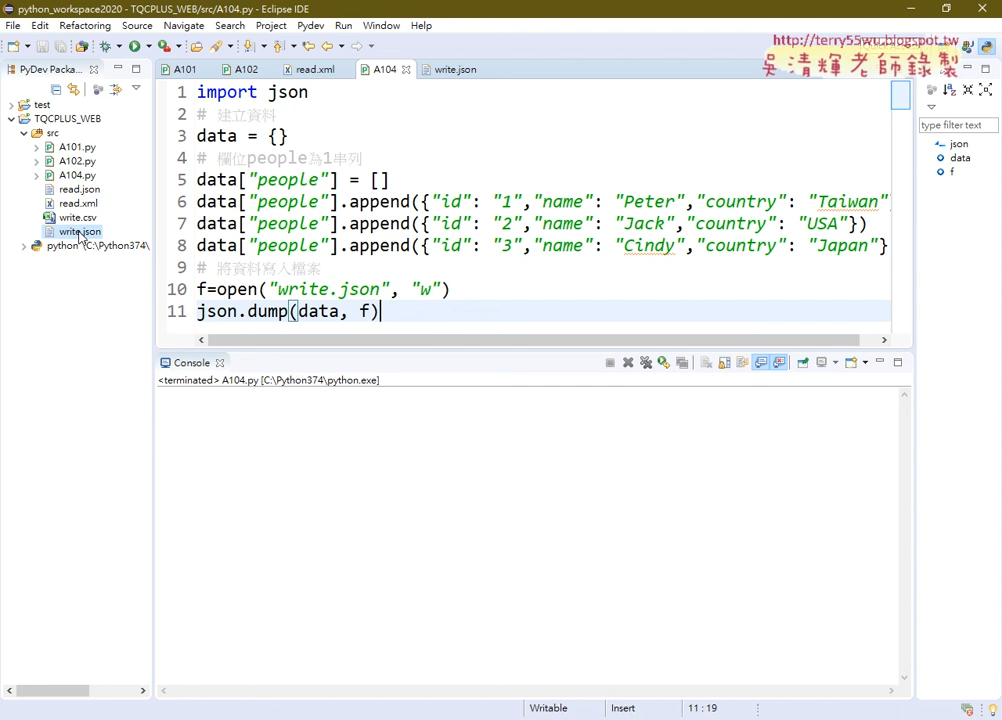 python_workspace2020 - TQCPLUS_WEB/src/A104.py - Eclipse IDE
File Edit Refactoring Source Navigate Search Project Pydev Run Window Help
http://terry55wu.blogspot.tw
吳清輝老師錄製
PyDev Packa...
A101
A102
read.xml
A104
write.json
test
TQCPLUS_WEB
src
A101.py
A102.py
A104.py
read.json
read.xml
write.csv
write.json
python (C:\Python374\
1 import json
2 # 建立資料
3 data = {}
4 # 欄位people為1串列
5 data["people"] = []
6 data["people"].append({"id": "1","name": "Peter","country": "Taiwan"
7 data["people"].append({"id": "2","name": "Jack","country": "USA"})
8 data["people"].append({"id": "3","name": "Cindy","country": "Japan"}
9 # 將資料寫入檔案
10 f=open("write.json", "w")
11 json.dump(data, f)
type filter text
json
data
f
Console
<terminated> A104.py [C:\Python374\python.exe]
Writable Insert 11 : 19